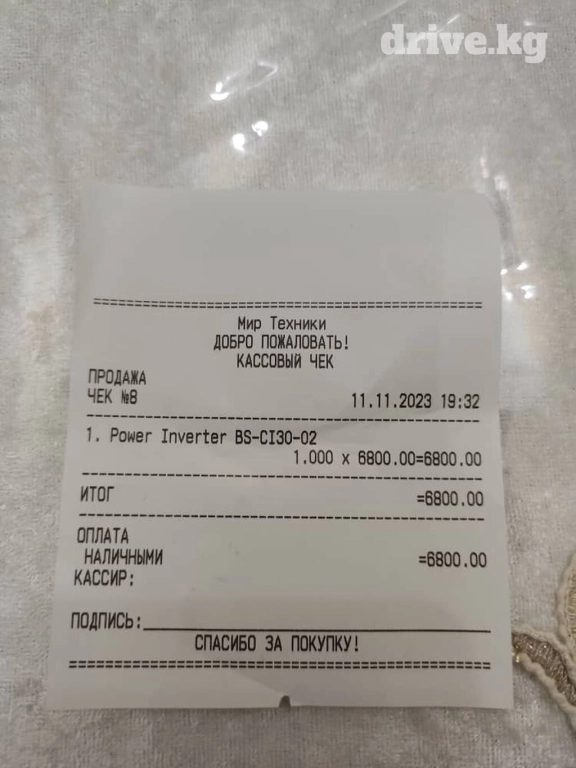 drive.kg
================================================
Мир Техники
ДОБРО ПОЖАЛОВАТЬ!
КАССОВЫЙ ЧЕК
ПРОДАЖА
ЧЕК №8 11.11.2023 19:32
------------------------------------------------
1. Power Inverter BS-CI30-02
1.000 x 6800.00=6800.00
------------------------------------------------
ИТОГ =6800.00
------------------------------------------------
ОПЛАТА
НАЛИЧНЫМИ =6800.00
КАССИР:
ПОДПИСЬ:________________________________
СПАСИБО ЗА ПОКУПКУ!
================================================